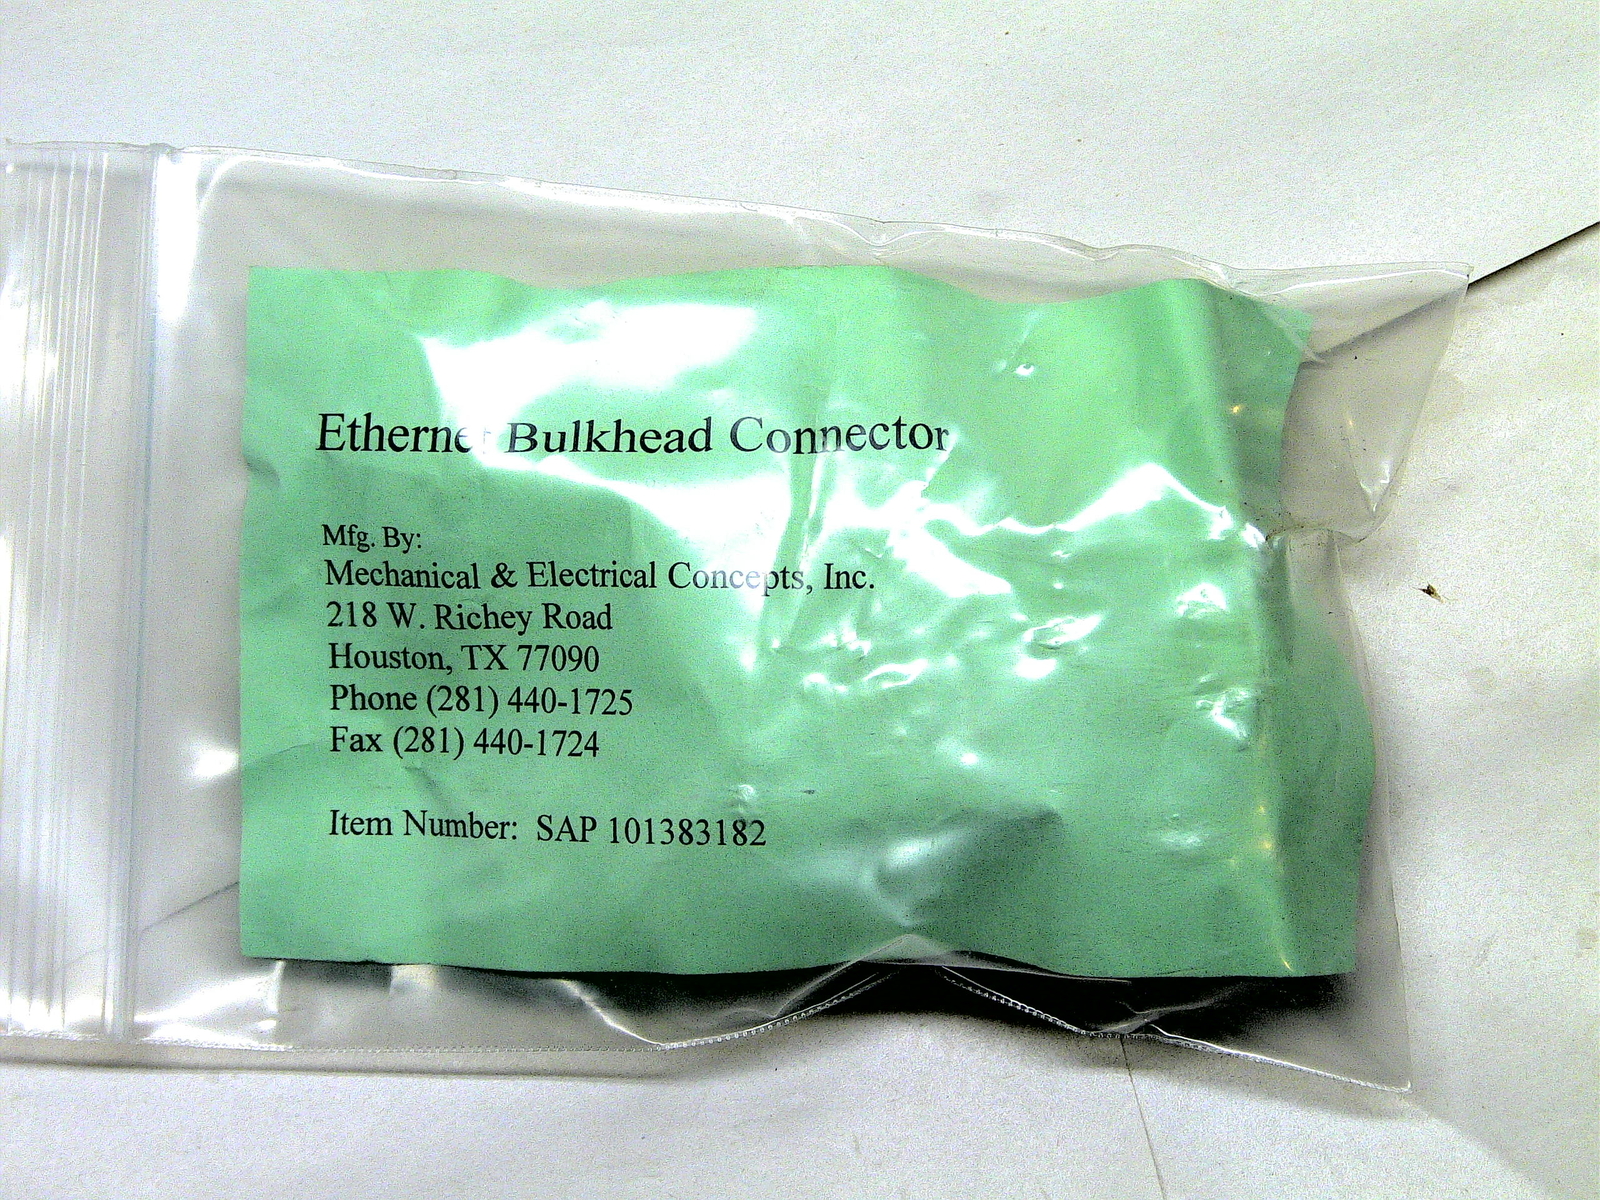 Ethernet Bulkhead Connector
Mfg. By:
Mechanical & Electrical Concepts, Inc.
218 W. Richey Road
Houston, TX 77090
Phone (281) 440-1725
Fax (281) 440-1724
Item Number: SAP 101383182